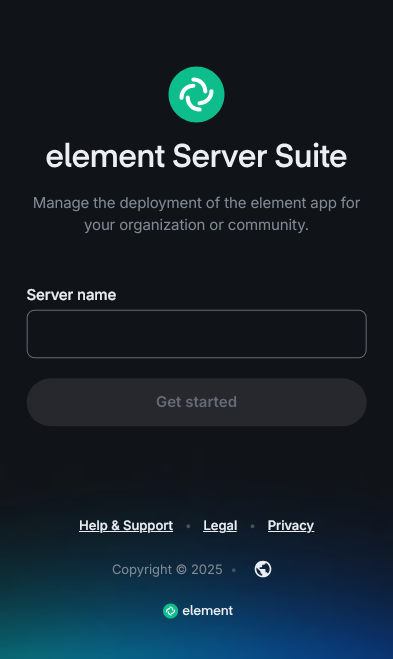 element Server Suite
Manage the deployment of the element app for
your organization or community.
Server name
Get started
Help & Support • Legal • Privacy
Copyright © 2025 •
element